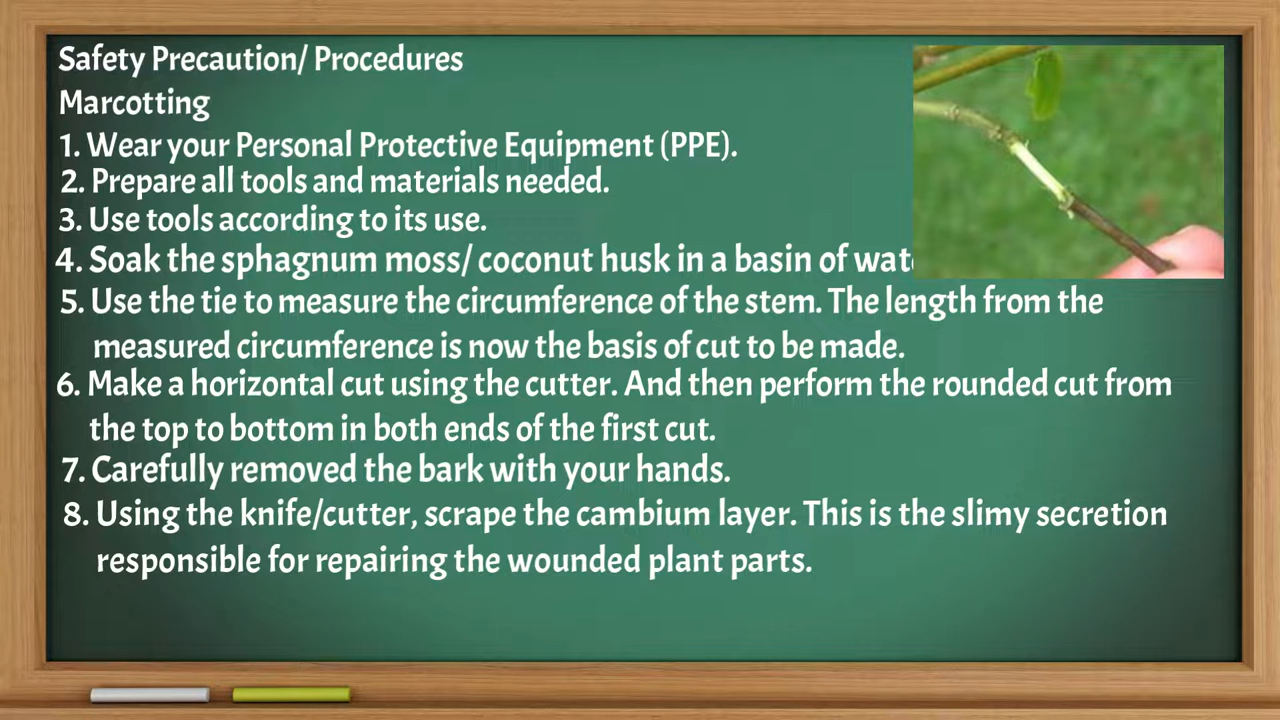 Safety Precaution/ Procedures
Marcotting
1. Wear your Personal Protective Equipment (PPE).
2. Prepare all tools and materials needed.
3. Use tools according to its use.
4. Soak the sphagnum moss/ coconut husk in a basin of
5. Use the tie to measure the circumference of the stem. The length from the
measured circumference is now the basis of cut to be made.
6. Make a horizontal cut using the cutter. And then perform the rounded cut from
the top to bottom in both ends of the first cut.
7. Carefully removed the bark with your hands.
8. Using the knife/cutter, scrape the cambium layer. This is the slimy secretion
responsible for repairing the wounded plant parts.